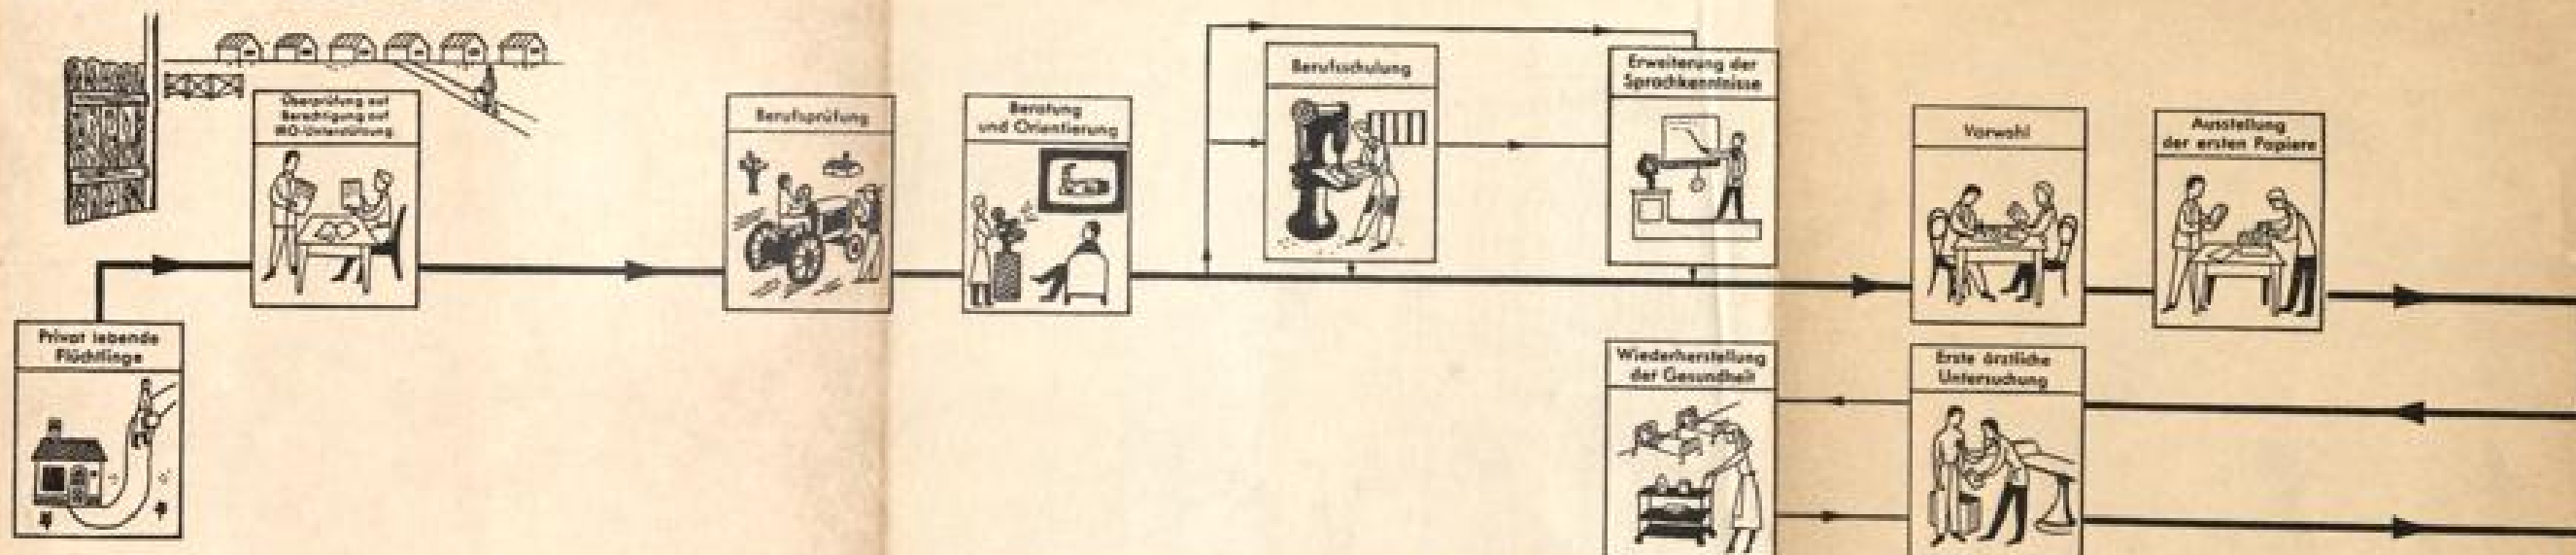 Überprüfung auf
Berechtigung auf
IRO-Unterstützung
Privat lebende
Flüchtlinge
Berufsprüfung
Beratung
und Orientierung
Berufsschulung
Erweiterung der
Sprachkenntnisse
Vorwahl
Ausstellung
der ersten Papiere
Wiederherstellung
der Gesundheit
Erste ärztliche
Untersuchung